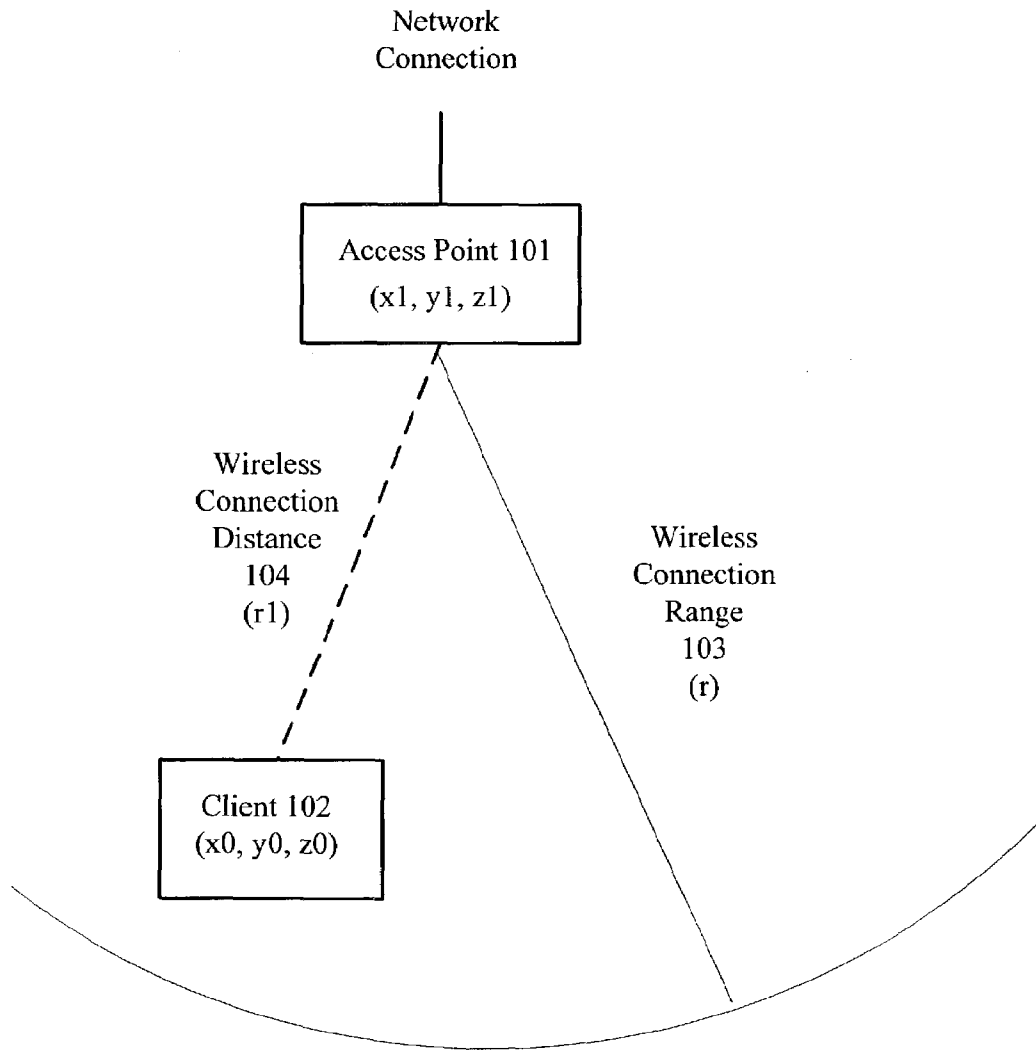 Network
Connection
Access Point 101
(x1, y1, z1)
Wireless
Connection
Distance
104
(r1)
Wireless
Connection
Range
103
(r)
Client 102
(x0, y0, z0)